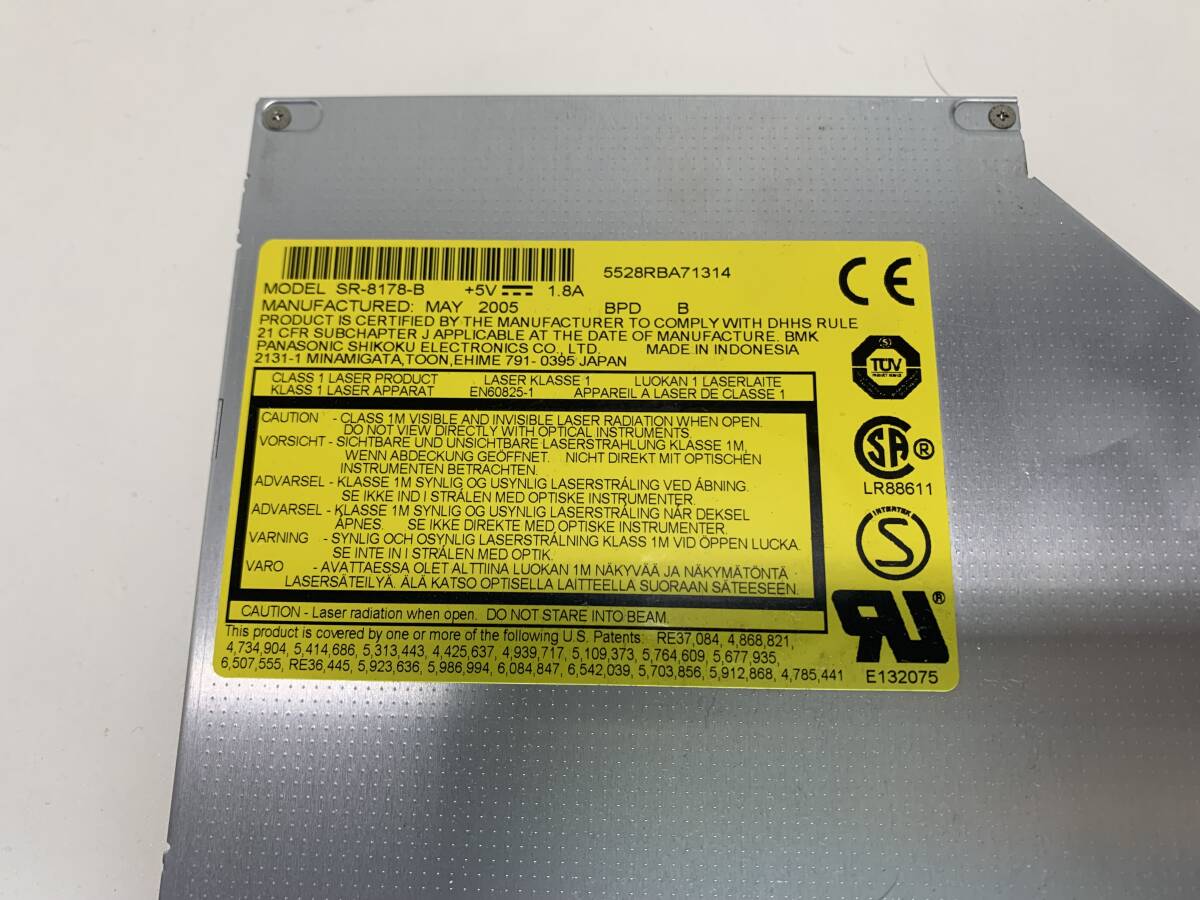 5528RBA71314
MODEL SR-8178-B +5V 1.8A
MANUFACTURED: MAY 2005 BPD B
PRODUCT IS CERTIFIED BY THE MANUFACTURER TO COMPLY WITH DHHS RULE
21 CFR SUBCHAPTER J APPLICABLE AT THE DATE OF MANUFACTURE. BMK
PANASONIC SHIKOKU ELECTRONICS CO., LTD. MADE IN INDONESIA
2131-1 MINAMIGATA,TOON,EHIME 791- 0395 JAPAN
CLASS 1 LASER PRODUCT LASER KLASSE 1 LUOKAN 1 LASERLAITE
KLASS 1 LASER APPARAT EN60825-1 APPAREIL A LASER DE CLASSE 1
CAUTION - CLASS 1M VISIBLE AND INVISIBLE LASER RADIATION WHEN OPEN.
DO NOT VIEW DIRECTLY WITH OPTICAL INSTRUMENTS.
VORSICHT - SICHTBARE UND UNSICHTBARE LASERSTRAHLUNG KLASSE 1M,
WENN ABDECKUNG GEÖFFNET. NICHT DIREKT MIT OPTISCHEN
INSTRUMENTEN BETRACHTEN.
ADVARSEL - KLASSE 1M SYNLIG OG USYNLIG LASERSTRÅLING VED ÅBNING.
SE IKKE IND I STRÅLEN MED OPTISKE INSTRUMENTER.
ADVARSEL - KLASSE 1M SYNLIG OG USYNLIG LASERSTRÅLING NÅR DEKSEL
ÅPNES. SE IKKE DIREKTE MED OPTISKE INSTRUMENTER.
VARNING - SYNLIG OCH OSYNLIG LASERSTRÅLNING KLASS 1M VID ÖPPEN LUCKA.
SE INTE IN I STRÅLEN MED OPTIK.
VARO - AVATTAESSA OLET ALTTIINA LUOKAN 1M NÄKYVÄÄ JA NÄKYMÄTÖNTÄ
LASERSÄTEILYÄ. ÄLÄ KATSO OPTISELLA LAITTEELLA SUORAAN SÄTEESEEN.
CAUTION - Laser radiation when open. DO NOT STARE INTO BEAM.
This product is covered by one or more of the following U.S. Patents: RE37,084, 4,868,821,
4,734,904, 5,414,686, 5,313,443, 4,425,637, 4,939,717, 5,109,373, 5,764,609, 5,677,935,
6,507,555, RE36,445, 5,923,636, 5,986,994, 6,084,847, 6,542,039, 5,703,856, 5,912,868, 4,785,441
CE
TÜV
SA ®
LR88611
INTERTEK
S
RU ®
E132075